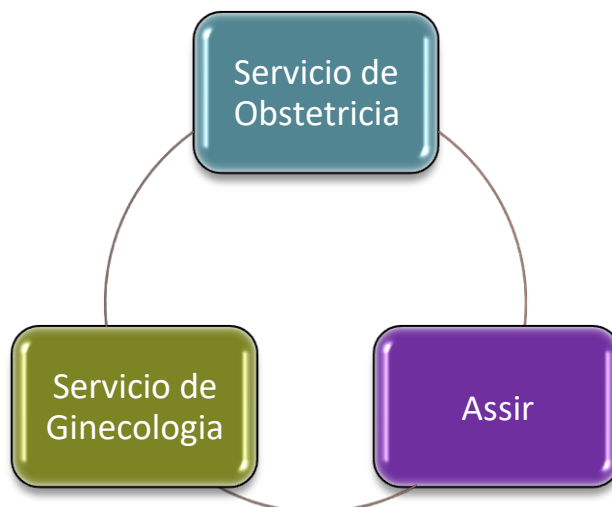 Servicio de
Obstetricia
Servicio de
Ginecologia
Assir